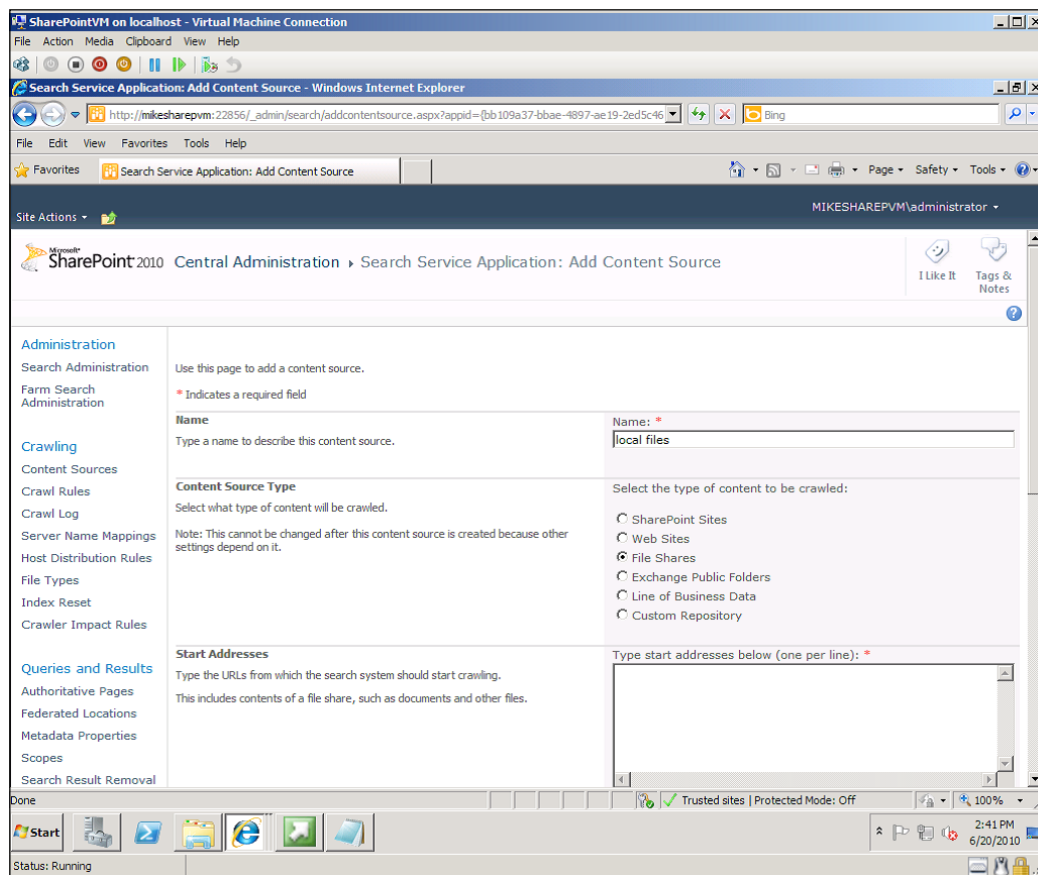 SharePointVM on localhost - Virtual Machine Connection
File Action Media Clipboard View Help
Search Service Application: Add Content Source - Windows Internet Explorer
http://mikesharepvm:22856/_admin/search/addcontentsource.aspx?appid={bb109a37-bbae-4897-ae19-2ed5c46
Bing
File Edit View Favorites Tools Help
Favorites
Search Service Application: Add Content Source
Page Safety Tools
Site Actions
MIKESHAREPVM\administrator
Microsoft
SharePoint 2010
Central Administration Search Service Application: Add Content Source
I Like It
Tags &
Notes
Administration
Search Administration
Farm Search
Administration
Crawling
Content Sources
Crawl Rules
Crawl Log
Server Name Mappings
Host Distribution Rules
File Types
Index Reset
Crawler Impact Rules
Queries and Results
Authoritative Pages
Federated Locations
Metadata Properties
Scopes
Search Result Removal
Use this page to add a content source.
* Indicates a required field
Name
Type a name to describe this content source.
Name: *
local files
Content Source Type
Select what type of content will be crawled.
Note: This cannot be changed after this content source is created because other
settings depend on it.
Select the type of content to be crawled:
SharePoint Sites
Web Sites
File Shares
Exchange Public Folders
Line of Business Data
Custom Repository
Start Addresses
Type the URLs from which the search system should start crawling.
This includes contents of a file share, such as documents and other files.
Type start addresses below (one per line): *
Done
Trusted sites | Protected Mode: Off
100%
Start
2:41 PM
6/20/2010
Status: Running